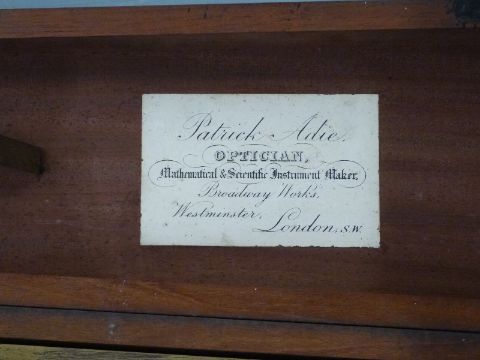 Patrick Adie.
OPTICIAN,
Mathematical & Scientific Instrument Maker,
Broadway Works,
Westminster,
London, S.W.